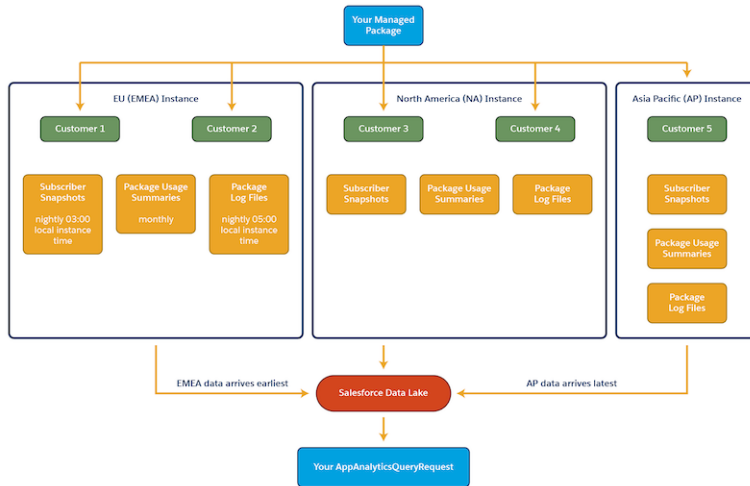 Your Managed
Package
EU (EMEA) Instance
Customer 1
Customer 2
Subscriber
Snapshots
nightly 03:00
local instance
time
Package Usage
Summaries
monthly
Package
Log Files
nightly 05:00
local instance
time
North America (NA) Instance
Customer 3
Customer 4
Subscriber
Snapshots
Package Usage
Summaries
Package
Log Files
Asia Pacific (AP) Instance
Customer 5
Subscriber
Snapshots
Package Usage
Summaries
Package
Log Files
EMEA data arrives earliest
Salesforce Data Lake
AP data arrives latest
Your AppAnalyticsQueryRequest